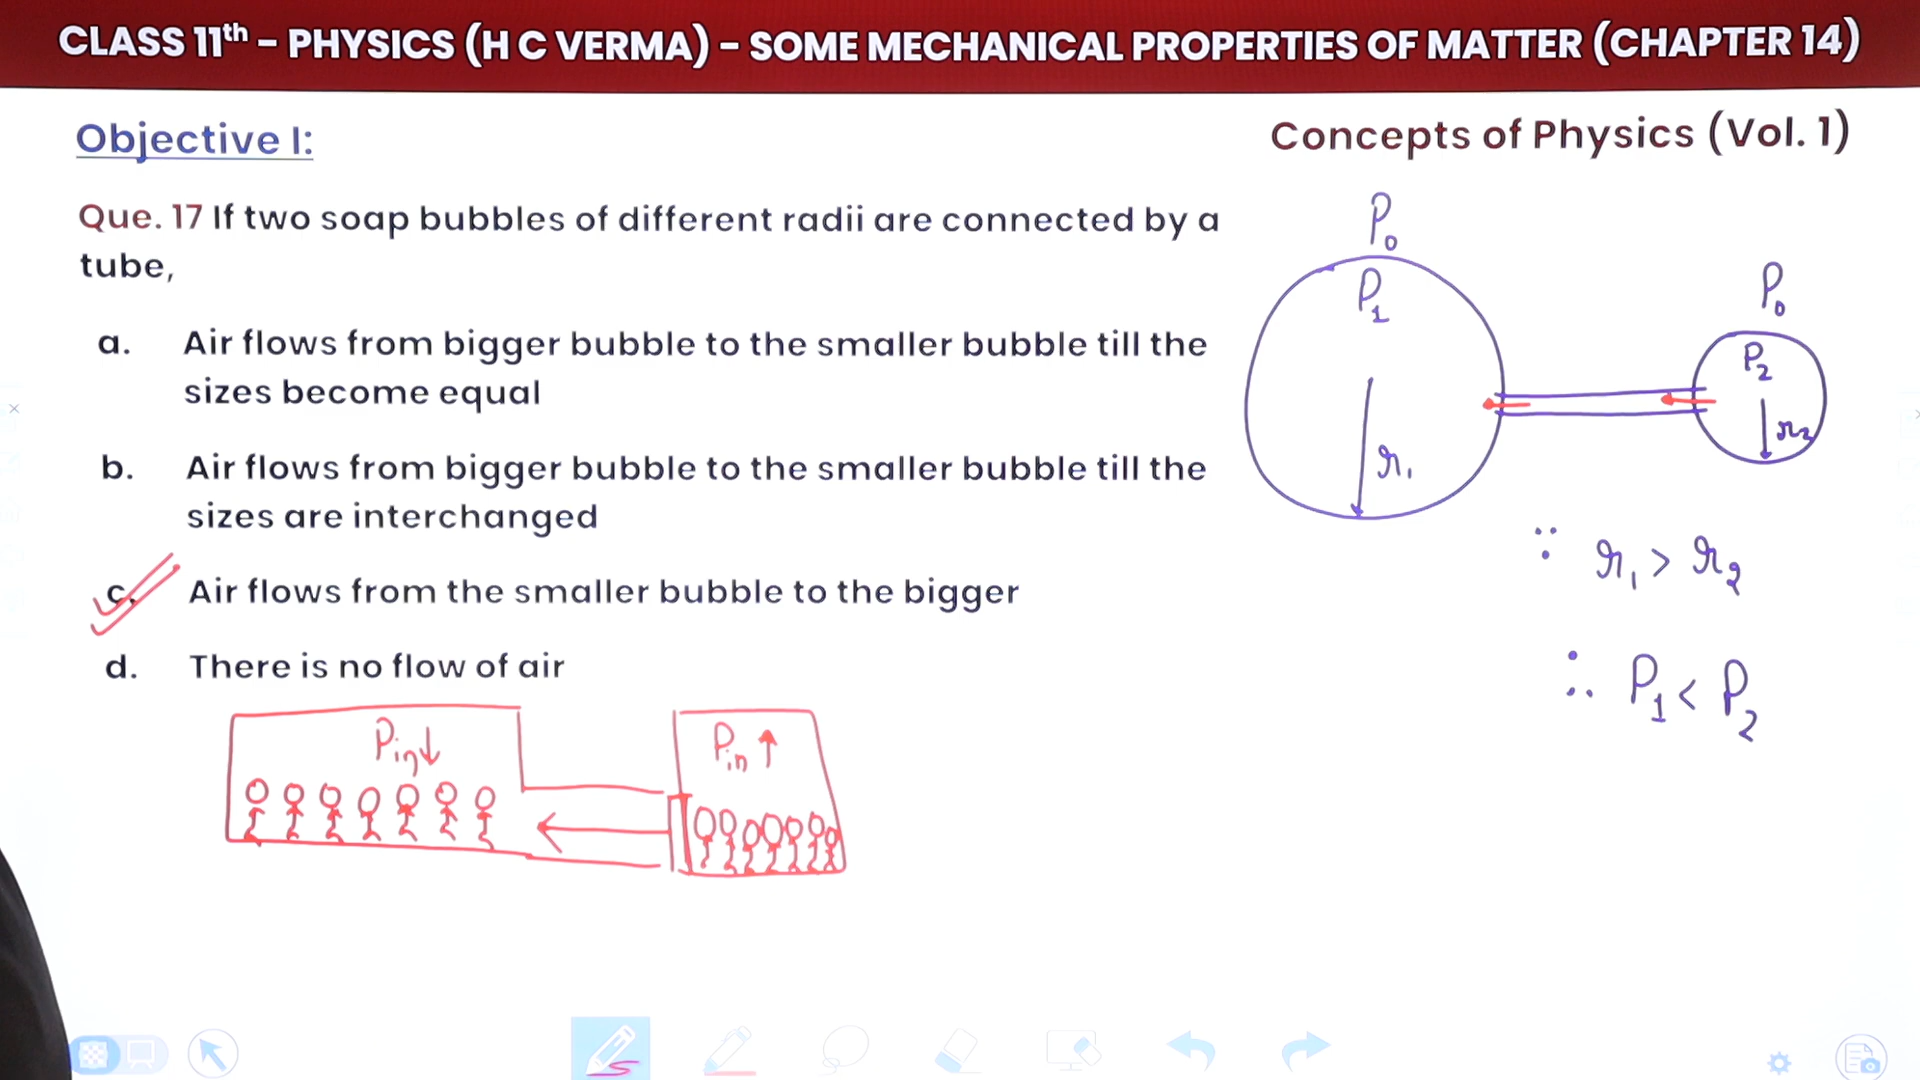 CLASS 11th - PHYSICS (H C VERMA) - SOME MECHANICAL PROPERTIES OF MATTER (CHAPTER 14)
Objective I:
Concepts of Physics (Vol. 1)
Que. 17 If two soap bubbles of different radii are connected by a
tube,
a. Air flows from bigger bubble to the smaller bubble till the
sizes become equal
b. Air flows from bigger bubble to the smaller bubble till the
sizes are interchanged
c. Air flows from the smaller bubble to the bigger
d. There is no flow of air
P₀
P₁
r₁
P₀
P₂
r₂
∵ r₁ > r₂
∴ P₁ < P₂
Pin↓
Pin↑